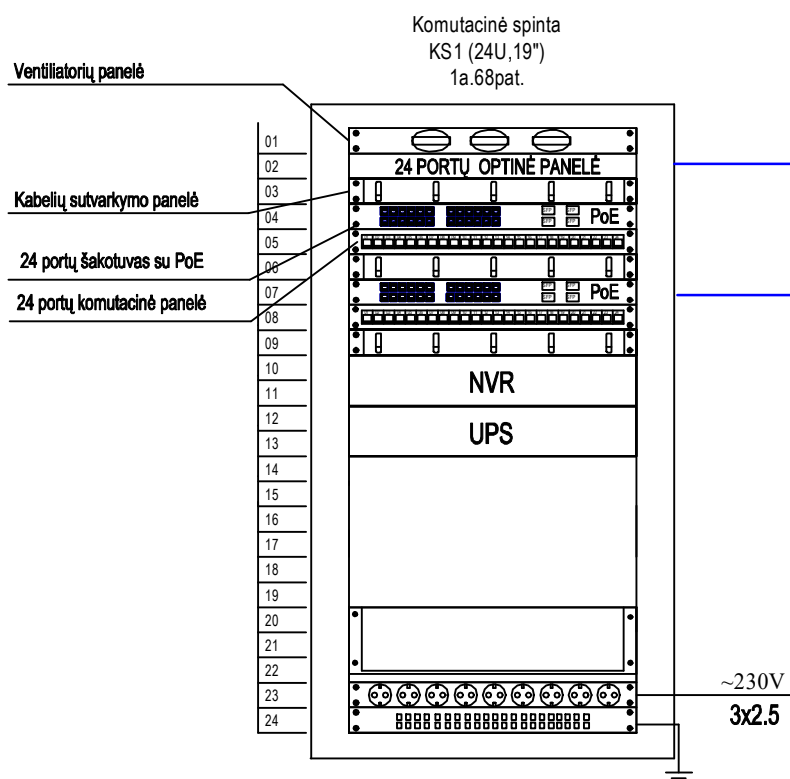 Komutacinė spinta
KS1 (24U,19")
1a.68pat.
Ventiliatorių panelė
01
02
24 PORTŲ OPTINĖ PANELĖ
03
Kabelių sutvarkymo panelė
04
PoE
05
24 portų šakotuvas su PoE
06
07
PoE
24 portų komutacinė panelė
08
09
10
NVR
11
12
UPS
13
14
15
16
17
18
19
20
21
22
~230V
23
3x2.5
24